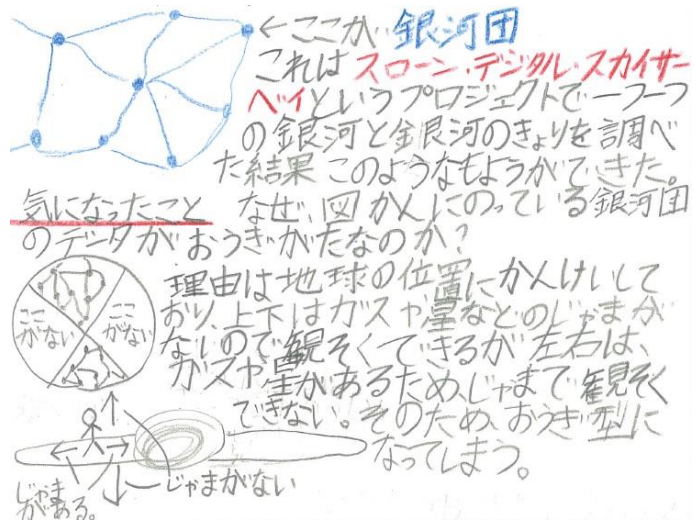 ←ここが銀河団
これはスローン・デジタル・スカイサー
ベイというプロジェクトで一つ一つ
の銀河と銀河のきょりを調べ
た結果このようなもようができた。
気になったこと なぜ、図かんにのっている銀河団
のデータがおうぎがたなのか?
理由は地球の位置にかんけいして
おり、上下はガスや星などのじゃまが
ないので観そくできるが左右は、
ガスや星があるため、じゃまで観そく
できない。そのため、おうぎ型に
なってしまう。
ここ
がない
ここ
がない
じゃま
がある。
じゃまがない